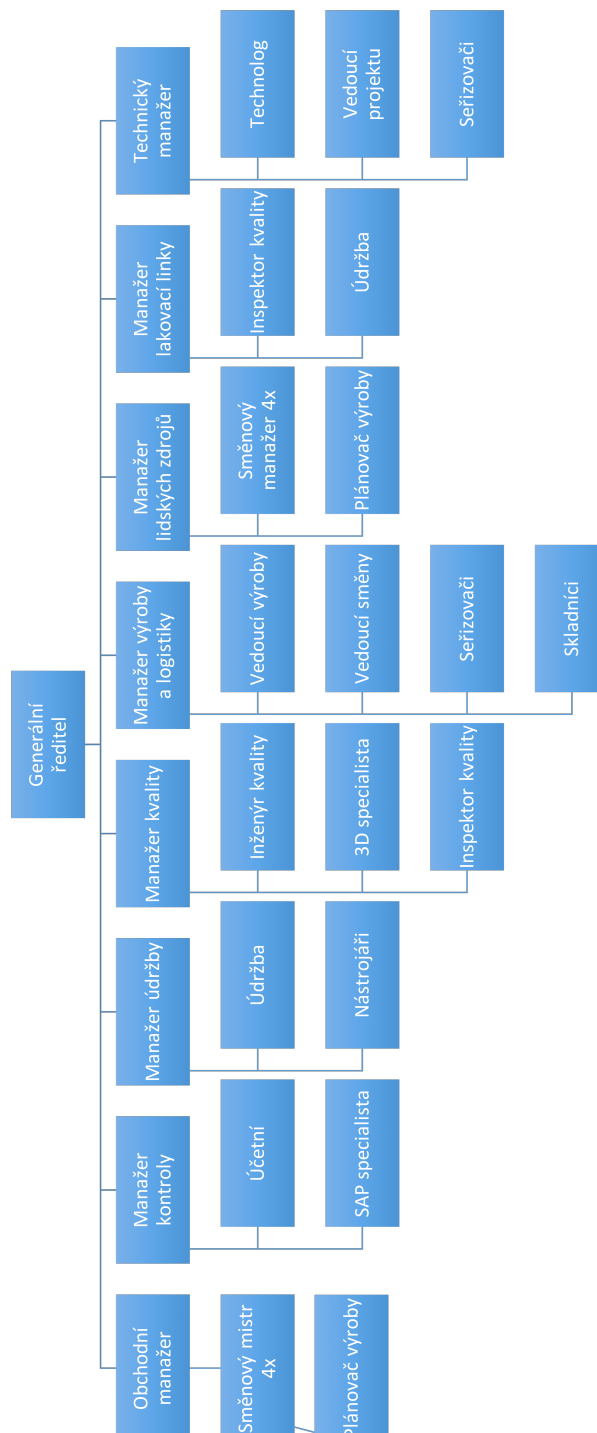 Generální
ředitel
Obchodní
manažer
Směnový mistr
4x
Plánovač výroby
Manažer
kontroly
Účetní
SAP specialista
Manažer údržby
Údržba
Nástrojáři
Manažer kvality
Inženýr kvality
3D specialista
Inspektor kvality
Manažer výroby
a logistiky
Vedoucí výroby
Vedoucí směny
Seřizovači
Skladníci
Manažer
lidských zdrojů
Směnový
manažer 4x
Plánovač výroby
Manažer
lakovací linky
Inspektor kvality
Údržba
Technický
manažer
Technolog
Vedoucí
projektu
Seřizovači